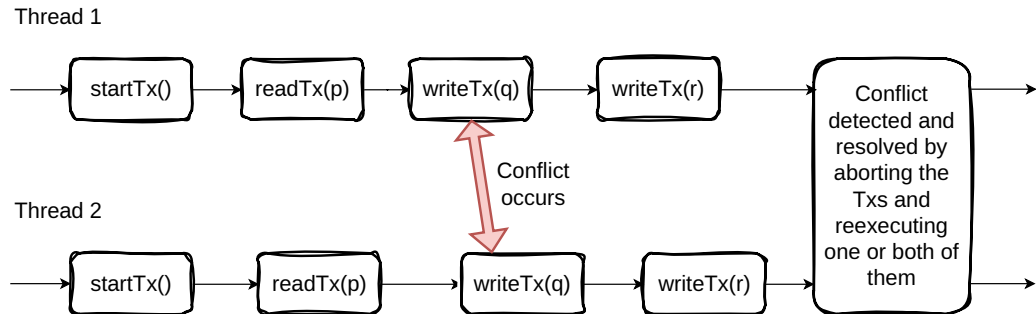 Thread 1
startTx()
readTx(p)
writeTx(q)
writeTx(r)
Conflict
detected and
resolved by
aborting the
Txs and
reexecuting
one or both of
them
Conflict
occurs
Thread 2
startTx()
readTx(p)
writeTx(q)
writeTx(r)